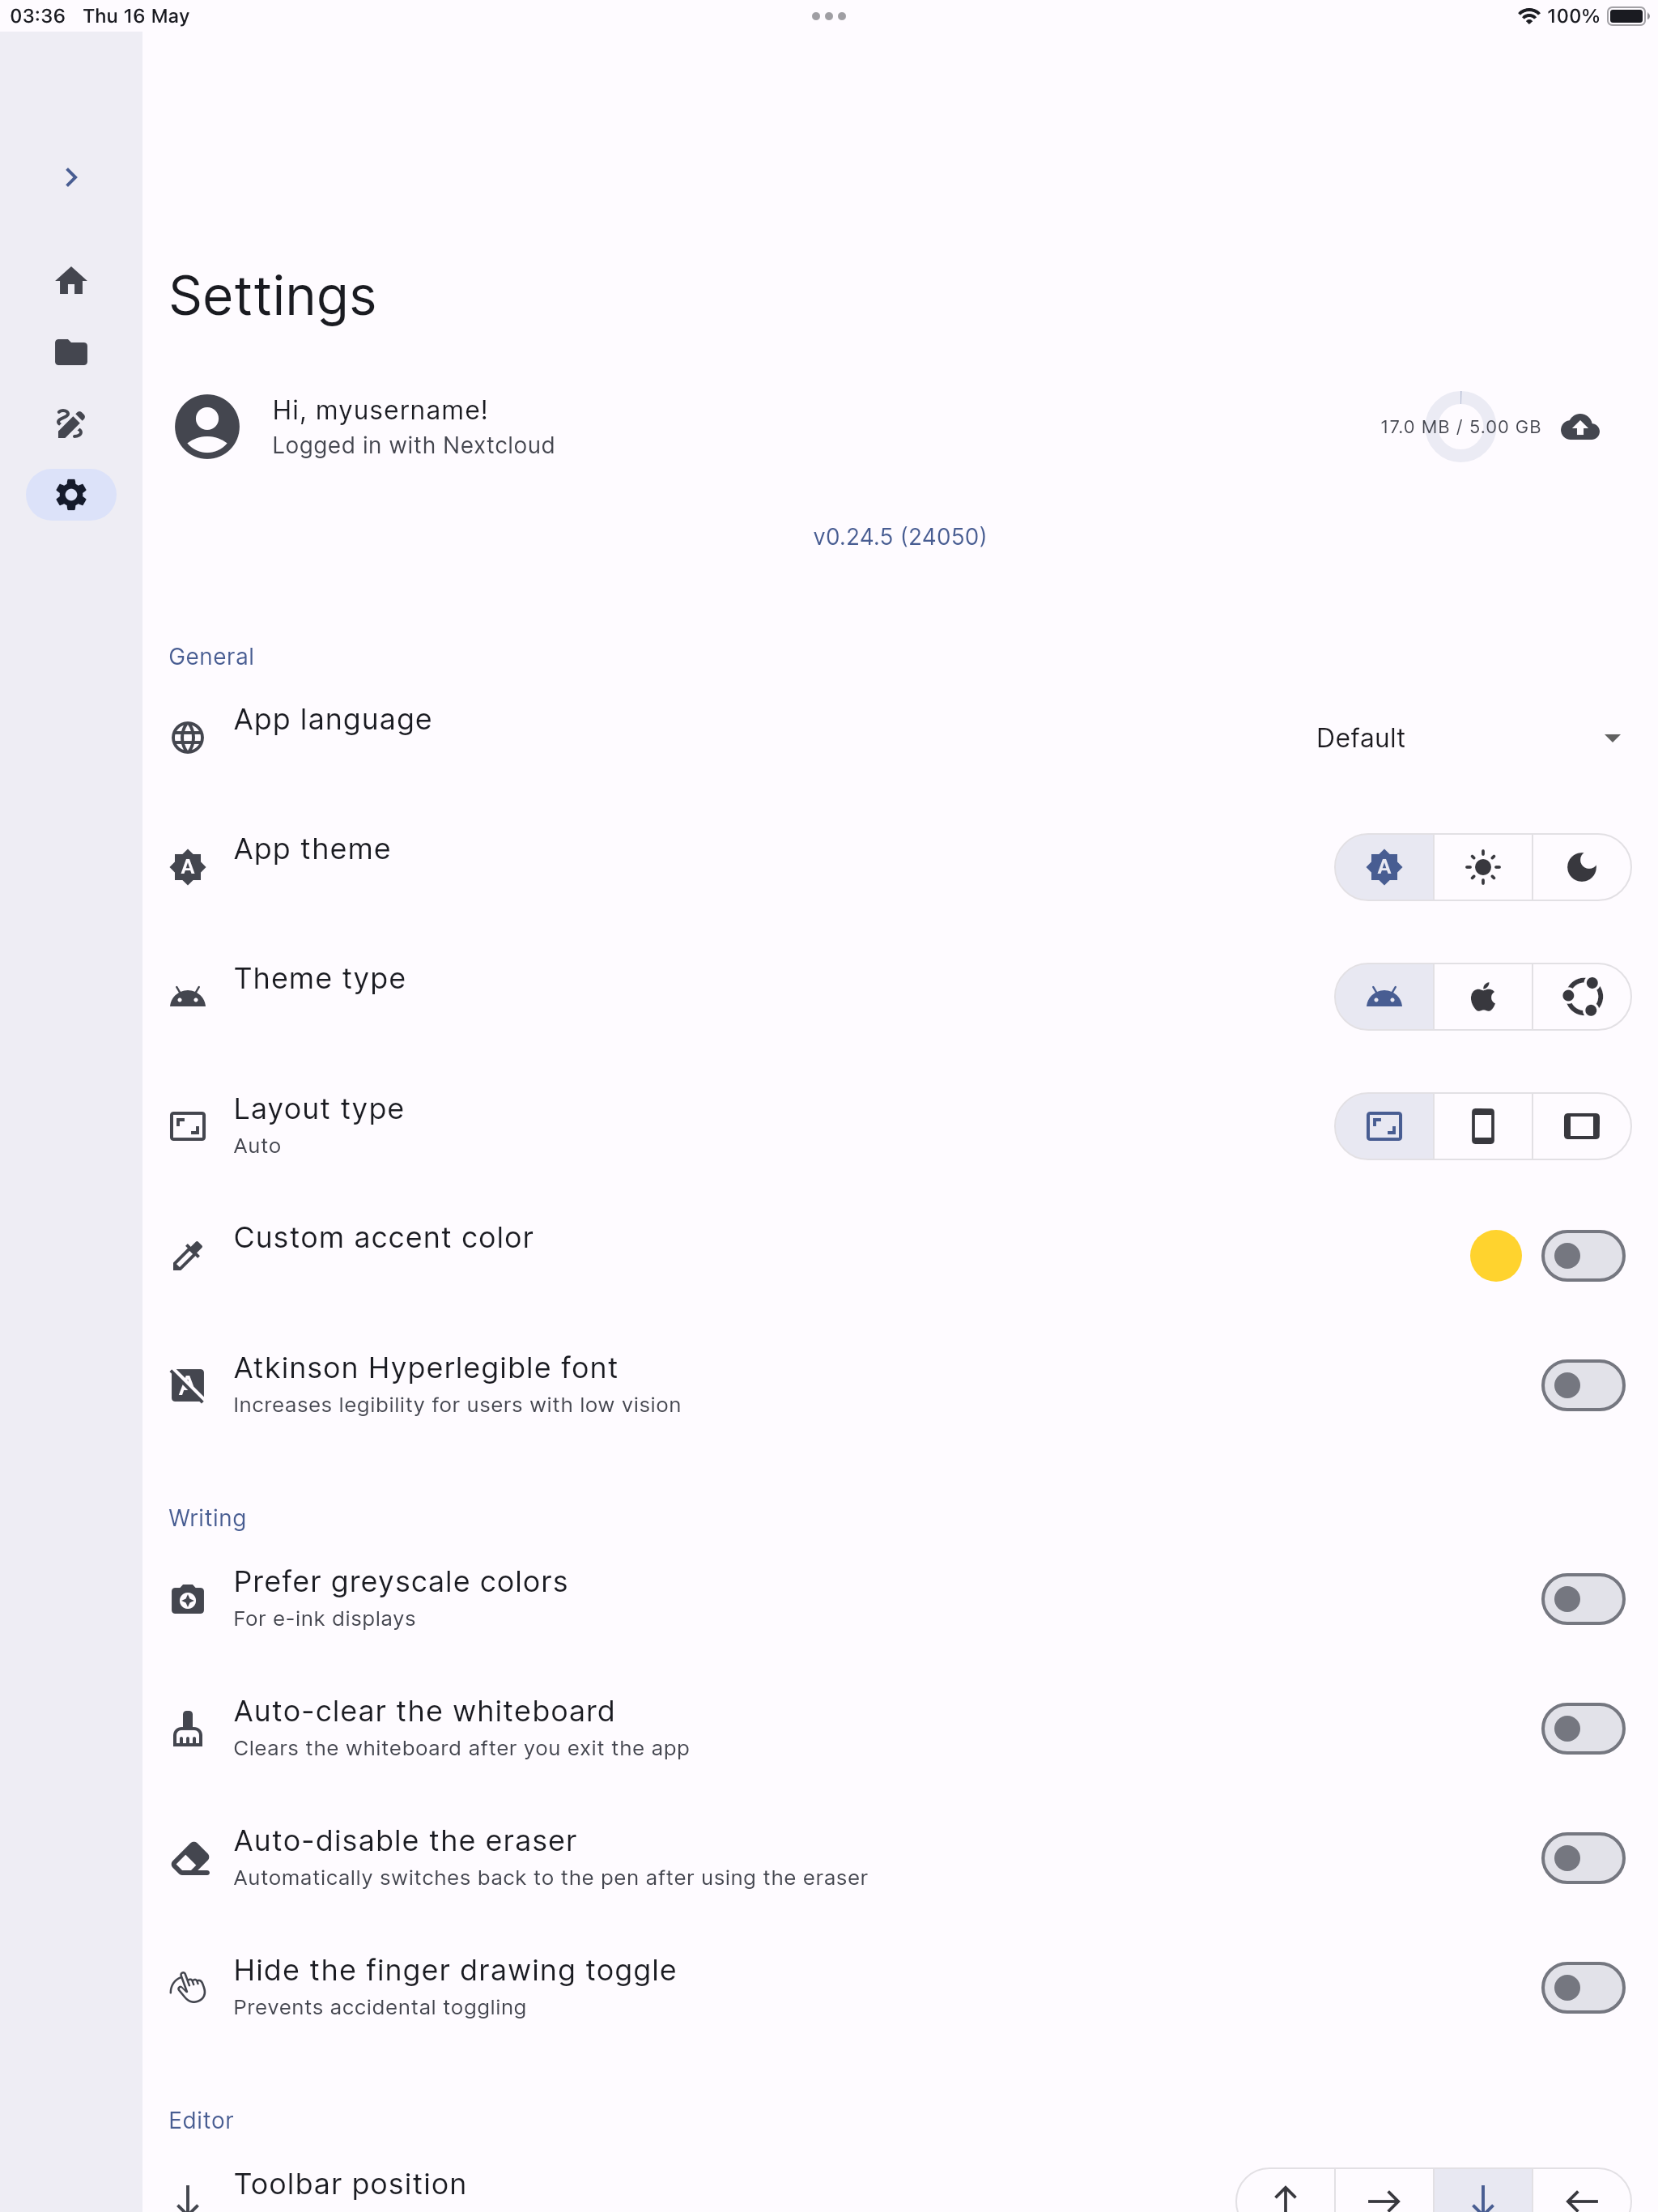 03:36 Thu 16 May
100%
Settings
Hi, myusername!
Logged in with Nextcloud
17.0 MB / 5.00 GB
v0.24.5 (24050)
General
App language
Default
App theme
Theme type
Layout type
Auto
Custom accent color
Atkinson Hyperlegible font
Increases legibility for users with low vision
Writing
Prefer greyscale colors
For e-ink displays
Auto-clear the whiteboard
Clears the whiteboard after you exit the app
Auto-disable the eraser
Automatically switches back to the pen after using the eraser
Hide the finger drawing toggle
Prevents accidental toggling
Editor
Toolbar position